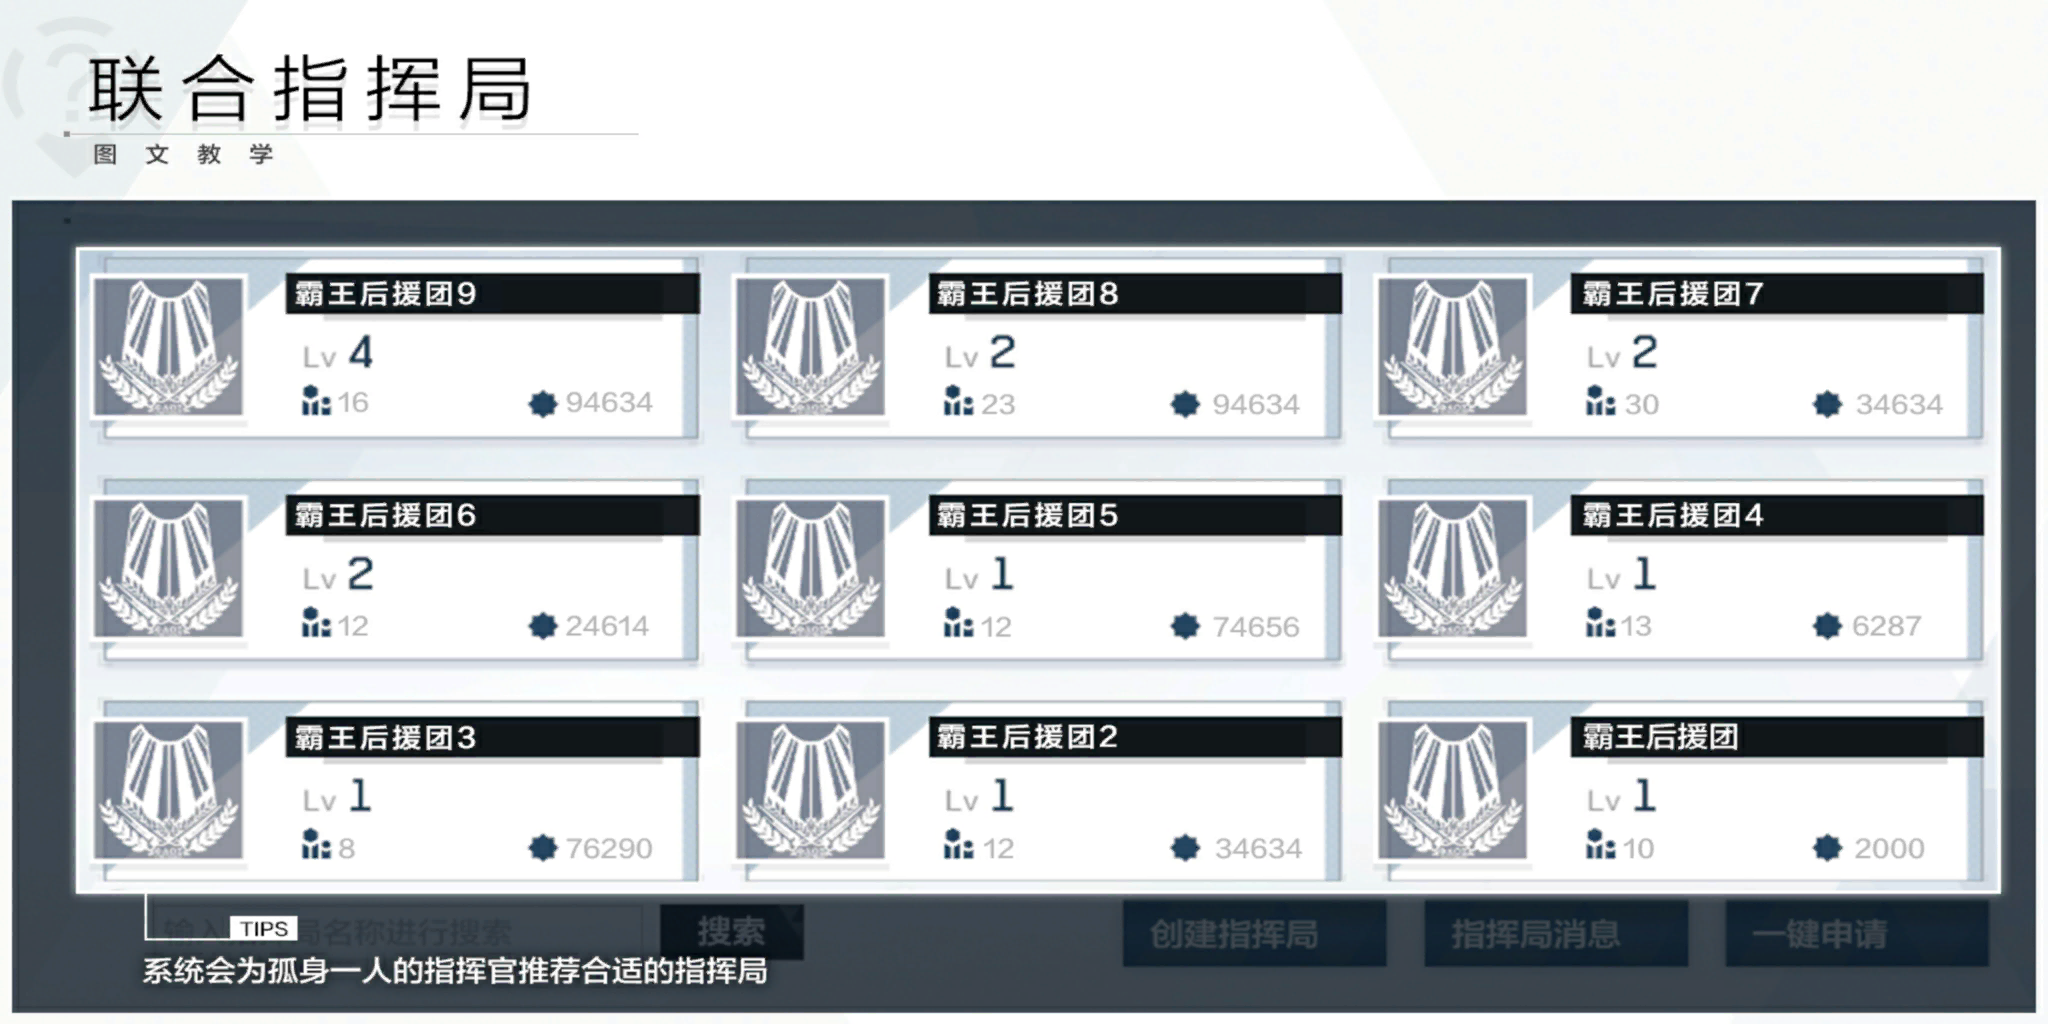 联合指挥局
图文教学
霸王后援团9
Lv 4
16 94634
霸王后援团8
Lv 2
23 94634
霸王后援团7
Lv 2
30 34634
霸王后援团6
Lv 2
12 24614
霸王后援团5
Lv 1
12 74656
霸王后援团4
Lv 1
13 6287
霸王后援团3
Lv 1
8 76290
霸王后援团2
Lv 1
12 34634
霸王后援团
Lv 1
10 2000
局名称进行搜索
搜索
创建指挥局
指挥局消息
一键申请
TIPS
系统会为孤身一人的指挥官推荐合适的指挥局